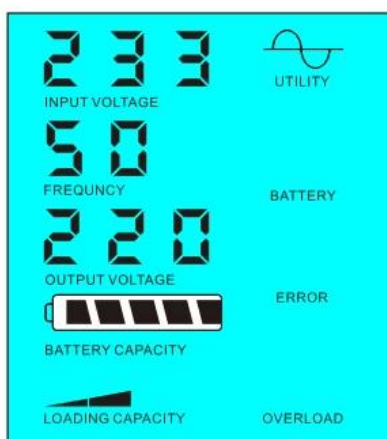 233
UTILITY
INPUT VOLTAGE
50
FREQUNCY
BATTERY
220
OUTPUT VOLTAGE
ERROR
BATTERY CAPACITY
LOADING CAPACITY
OVERLOAD